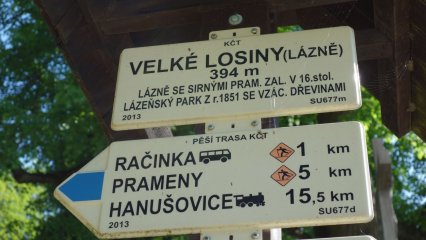 KČT
VELKÉ LOSINY (LÁZNĚ)
394 m
LÁZNĚ SE SIRNÝMI PRAM. ZAL. V 16.stol.
LÁZEŇSKÝ PARK Z r.1851 SE VZÁC. DŘEVINAMI
2013 SU677m
PĚŠÍ TRASA KČT
RAČINKA 1 km
PRAMENY 5 km
HANUŠOVICE 15,5 km
2013 SU677d